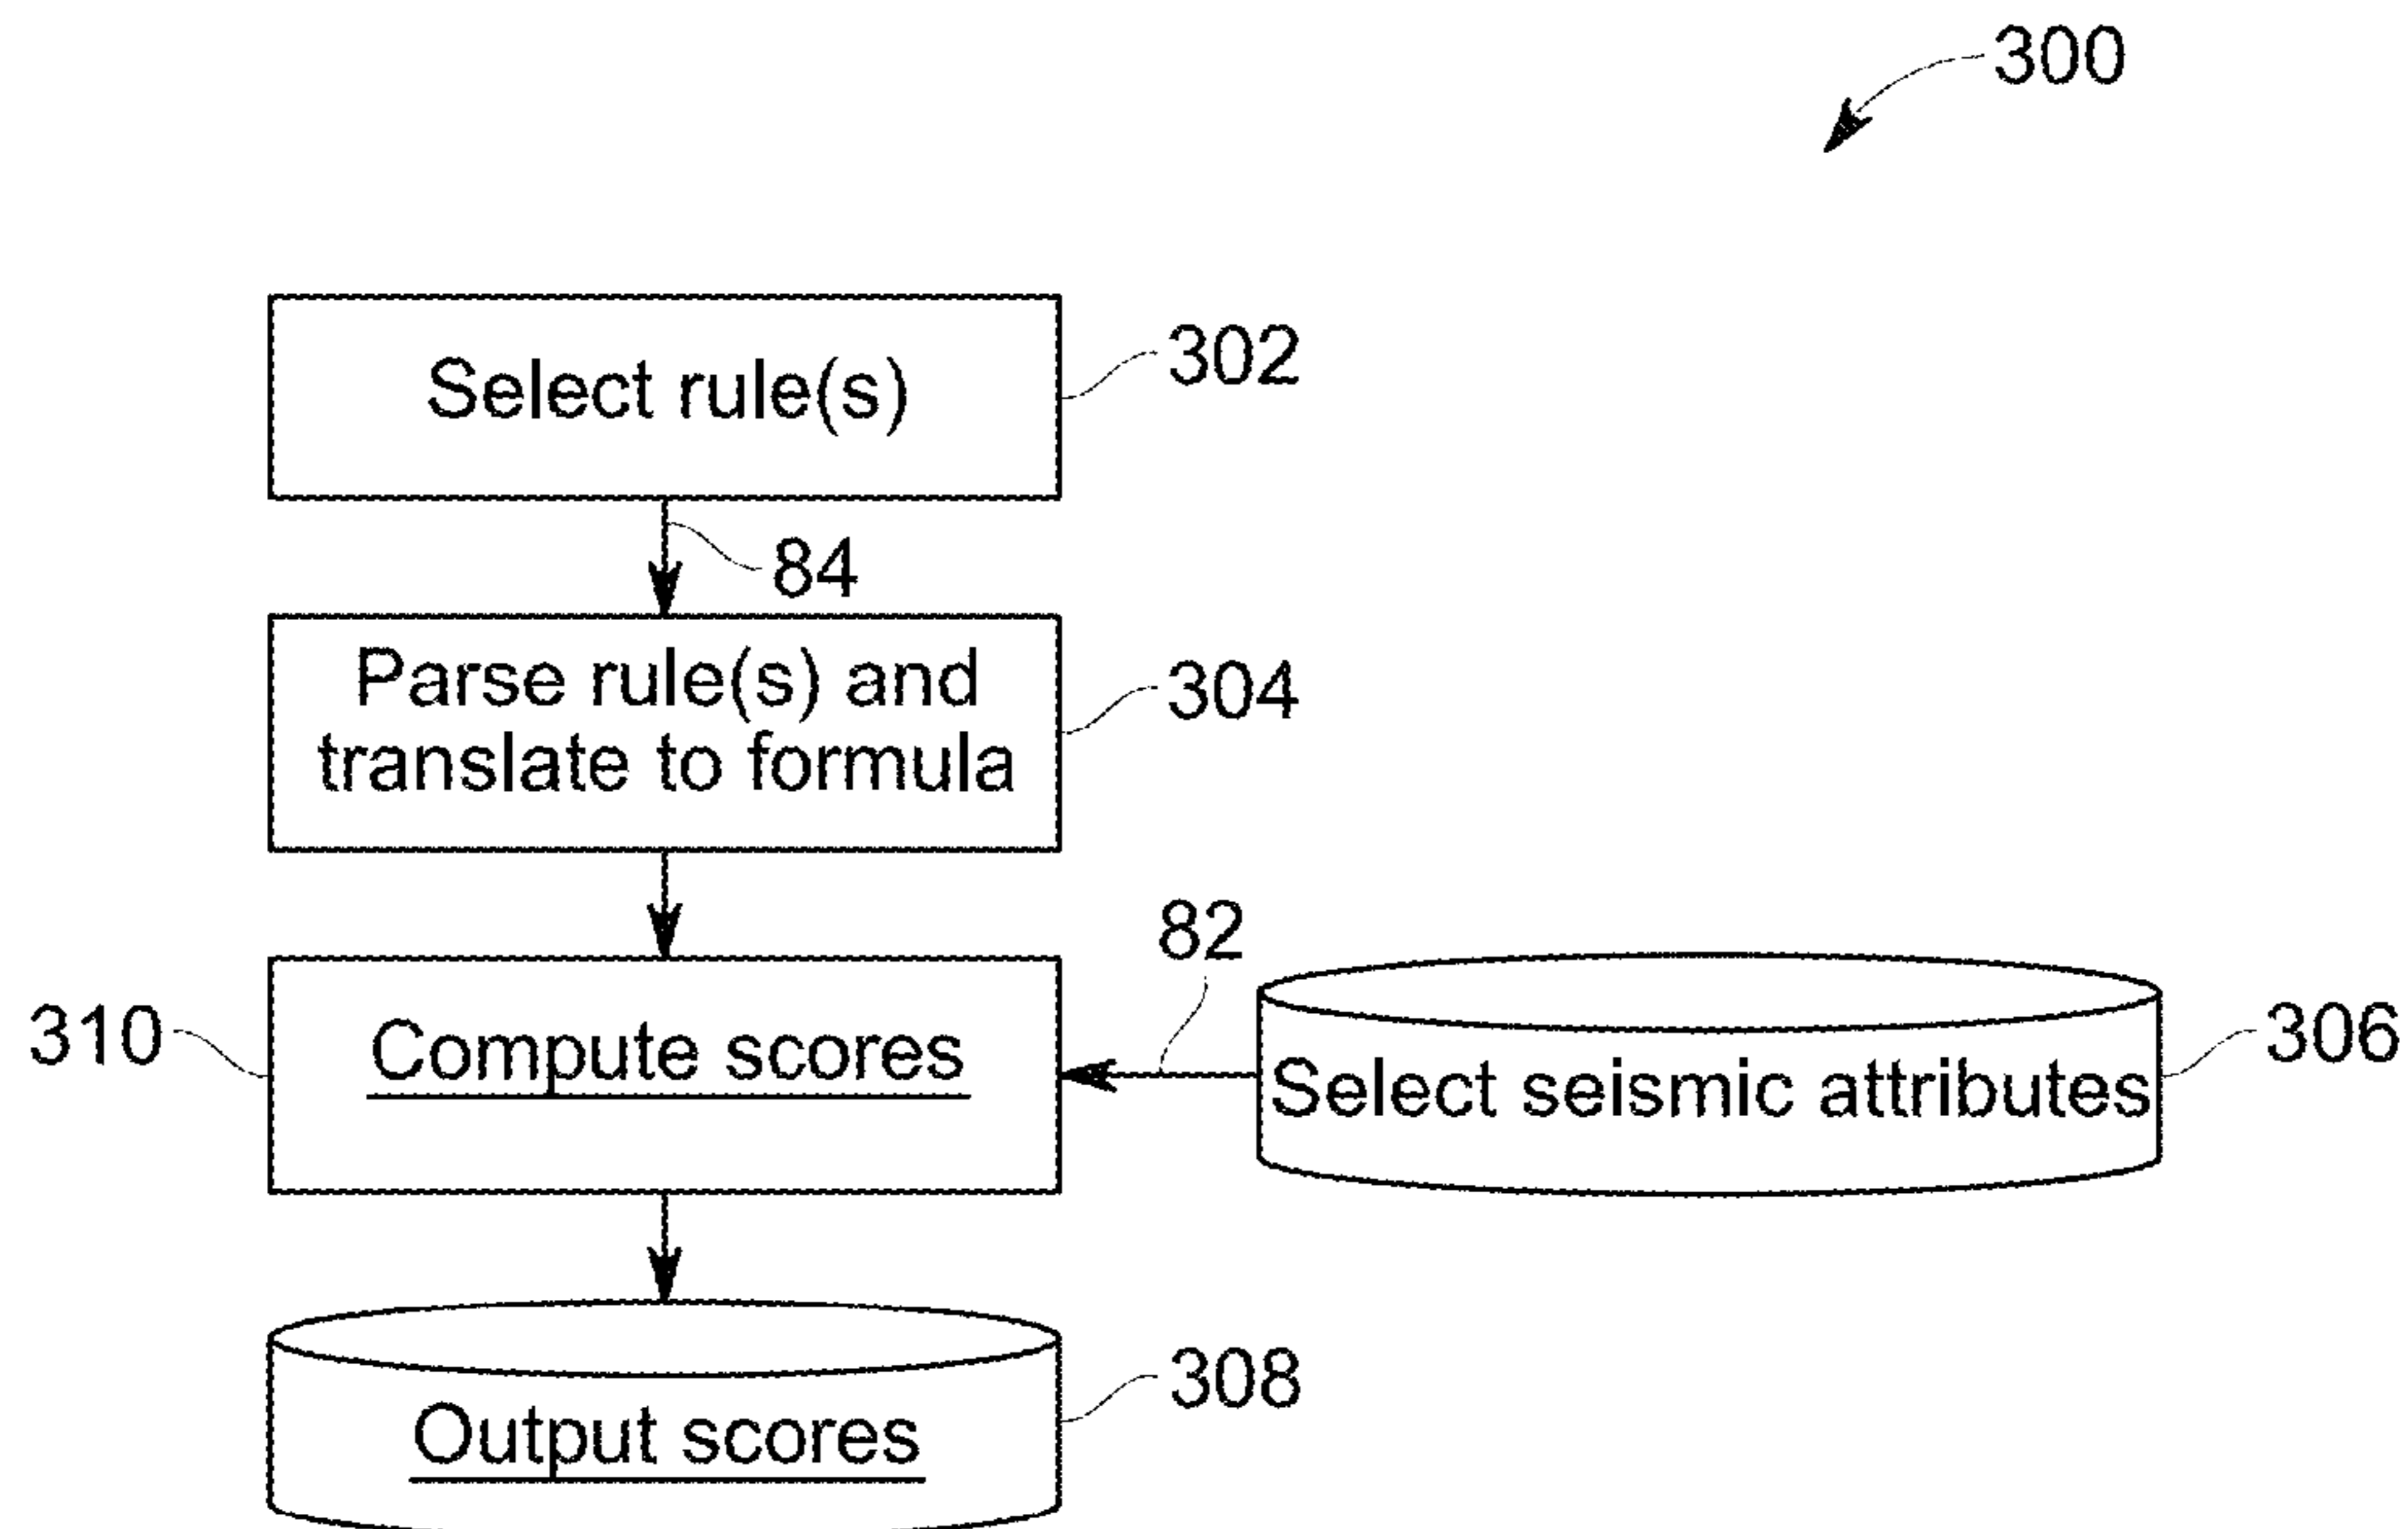 300
Select rule(s)
302
84
Parse rule(s) and
translate to formula
304
82
310
Compute scores
Select seismic attributes
306
Output scores
308